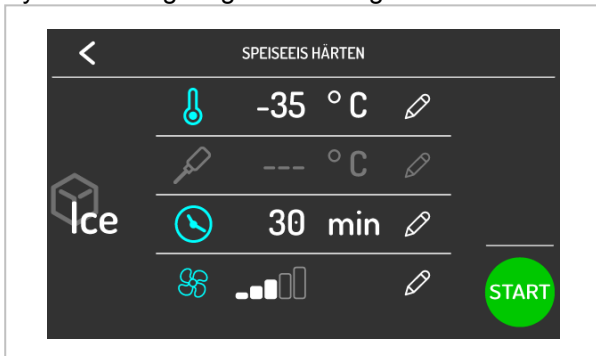 SPEISEEIS HÄRTEN
-35 °C
--- °C
Ice
30 min
START